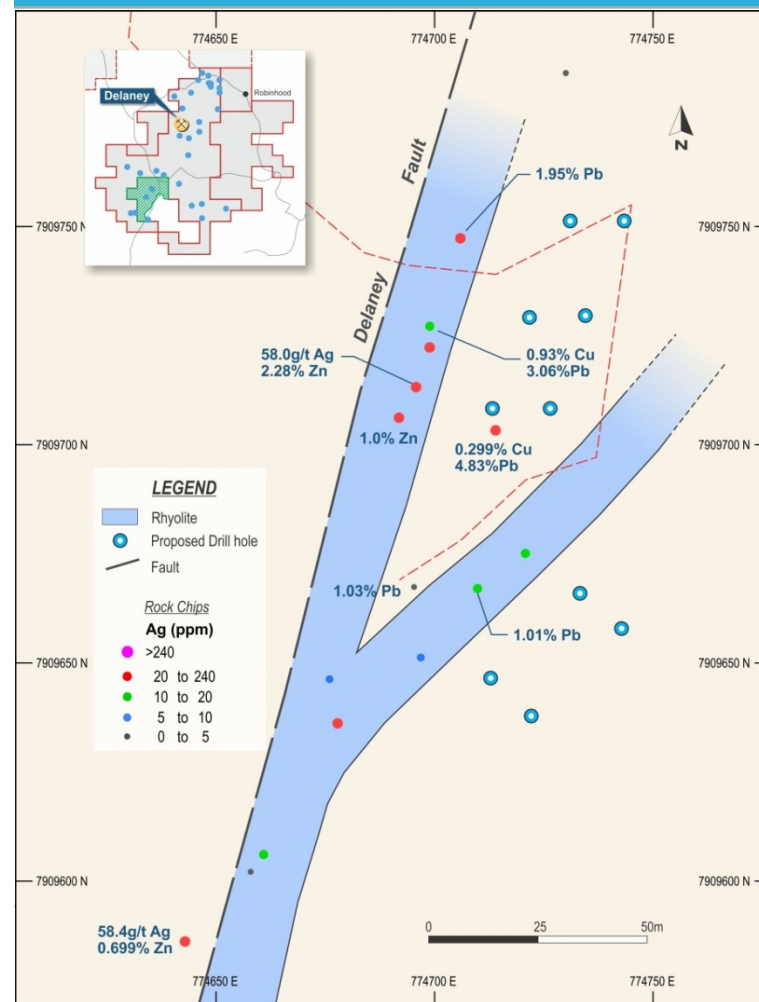 774650 E
774700 E
774750 E
Delaney
Robinhood
N
Fault
Delaney
1.95% Pb
7909750 N
7909750 N
58.0g/t Ag
2.28% Zn
0.93% Cu
3.06%Pb
1.0% Zn
0.299% Cu
4.83%Pb
7909700 N
7909700 N
LEGEND
Rhyolite
Proposed Drill hole
Fault
Rock Chips
Ag (ppm)
>240
20 to 240
10 to 20
5 to 10
0 to 5
1.03% Pb
1.01% Pb
7909650 N
7909650 N
7909600 N
7909600 N
58.4g/t Ag
0.699% Zn
0 25 50m
774650 E
774700 E
774750 E